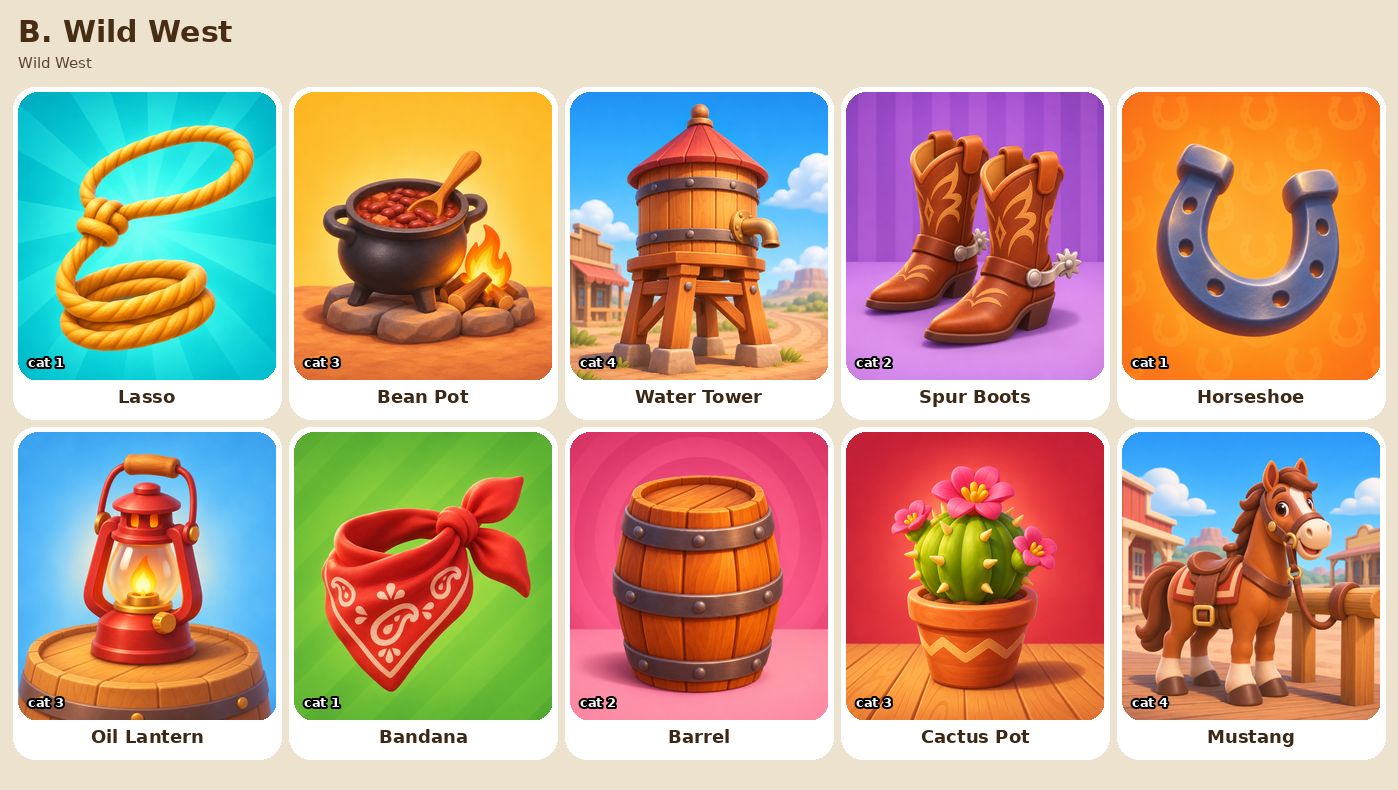 B. Wild West
Wild West
cat 1
Lasso
cat 3
Bean Pot
cat 4
Water Tower
cat 2
Spur Boots
cat 1
Horseshoe
cat 3
Oil Lantern
cat 1
Bandana
cat 2
Barrel
cat 3
Cactus Pot
cat 4
Mustang